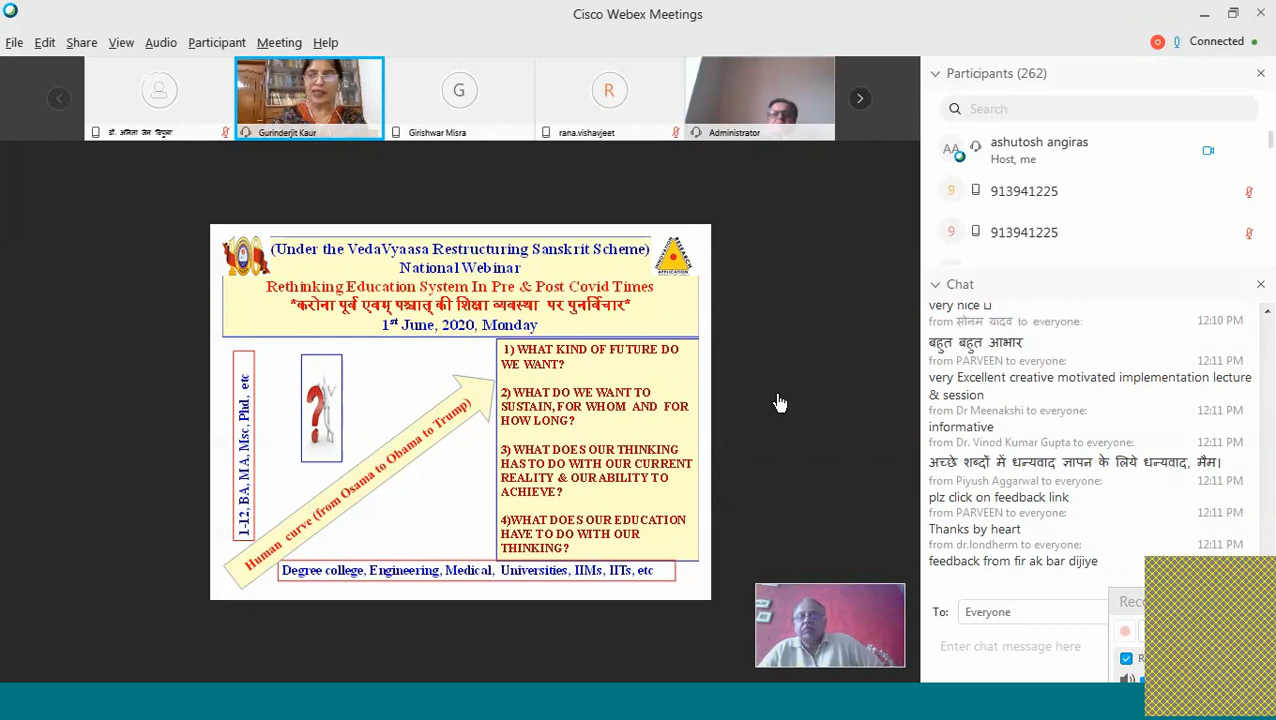 Cisco Webex Meetings
File Edit Share View Audio Participant Meeting Help
Connected
डॉ. अनिता जैन
Gurinderjit Kaur
G
Girishwar Misra
R
rana.vishavjeet
Administrator
(Under the VedaVyaasa Restructuring Sanskrit Scheme)
National Webinar
Rethinking Education System In Pre & Post Covid Times
*करोना पूर्व एवम् पश्चात् की शिक्षा व्यवस्था पर पुनर्विचार*
1st June, 2020, Monday
100
INNOVATION
RESEARCH
APPLICATION
1-12, BA, MA, Msc, Phd, etc
Human curve (from Osama to Obama to Trump)
1) WHAT KIND OF FUTURE DO
WE WANT?
2) WHAT DO WE WANT TO
SUSTAIN, FOR WHOM AND FOR
HOW LONG?
3) WHAT DOES OUR THINKING
HAS TO DO WITH OUR CURRENT
REALITY & OUR ABILITY TO
ACHIEVE?
4)WHAT DOES OUR EDUCATION
HAVE TO DO WITH OUR
THINKING?
Degree college, Engineering, Medical, Universities, IIMs, IITs, etc
Participants (262)
Search
AA
ashutosh angiras
Host, me
9
913941225
9
913941225
Chat
very nice
from सोनम यादव to everyone: 12:10 PM
बहुत बहुत आभार
from PARVEEN to everyone: 12:11 PM
very Excellent creative motivated implementation lecture
& session
from Dr Meenakshi to everyone: 12:11 PM
informative
from Dr. Vinod Kumar Gupta to everyone: 12:11 PM
अच्छे शब्दों में धन्यवाद ज्ञापन के लिये धन्यवाद, मैम।
from Piyush Aggarwal to everyone: 12:11 PM
plz click on feedback link
from PARVEEN to everyone: 12:11 PM
Thanks by heart
from dr.londherm to everyone: 12:11 PM
feedback from fir ak bar dijiye
To: Everyone
Enter chat message here
Rec
R